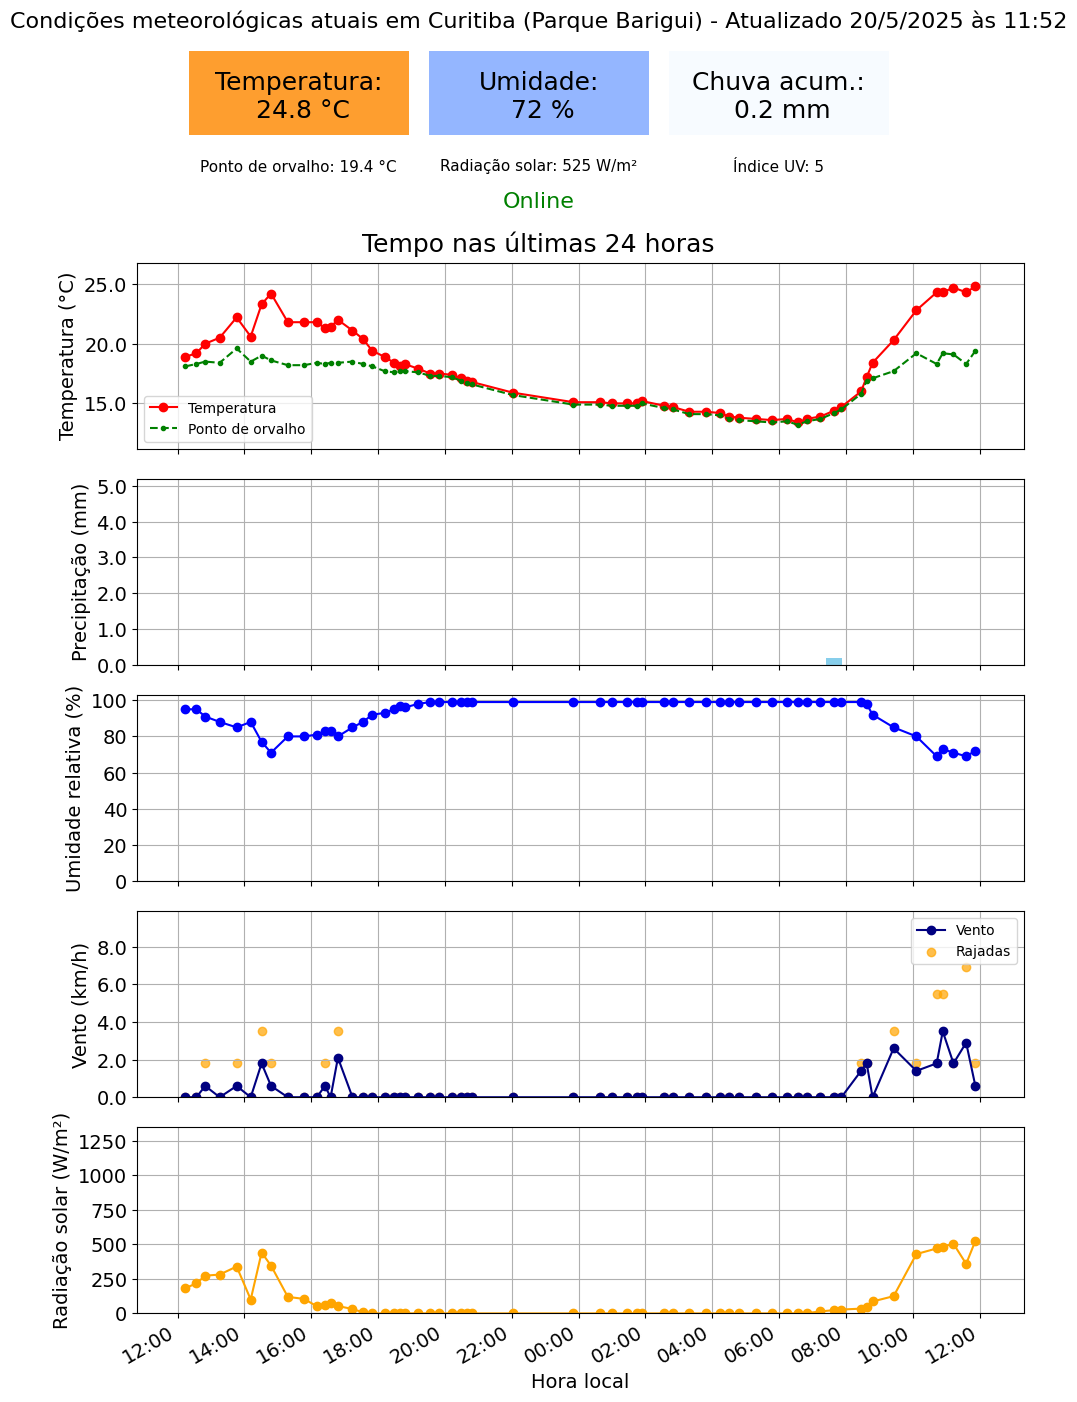 Condições meteorológicas atuais em Curitiba (Parque Barigui) - Atualizado 20/5/2025 às 11:52
Temperatura:
24.8 °C
Umidade:
72 %
Chuva acum.:
0.2 mm
Ponto de orvalho: 19.4 °C
Radiação solar: 525 W/m²
Índice UV: 5
Online
Tempo nas últimas 24 horas
Temperatura (°C)
25.0
20.0
15.0
Temperatura
Ponto de orvalho
Precipitação (mm)
5.0
4.0
3.0
2.0
1.0
0.0
Umidade relativa (%)
100
80
60
40
20
0
Vento (km/h)
8.0
6.0
4.0
2.0
0.0
Vento
Rajadas
Radiação solar (W/m²)
1250
1000
750
500
250
0
12:00
14:00
16:00
18:00
20:00
22:00
00:00
02:00
04:00
06:00
08:00
10:00
12:00
Hora local